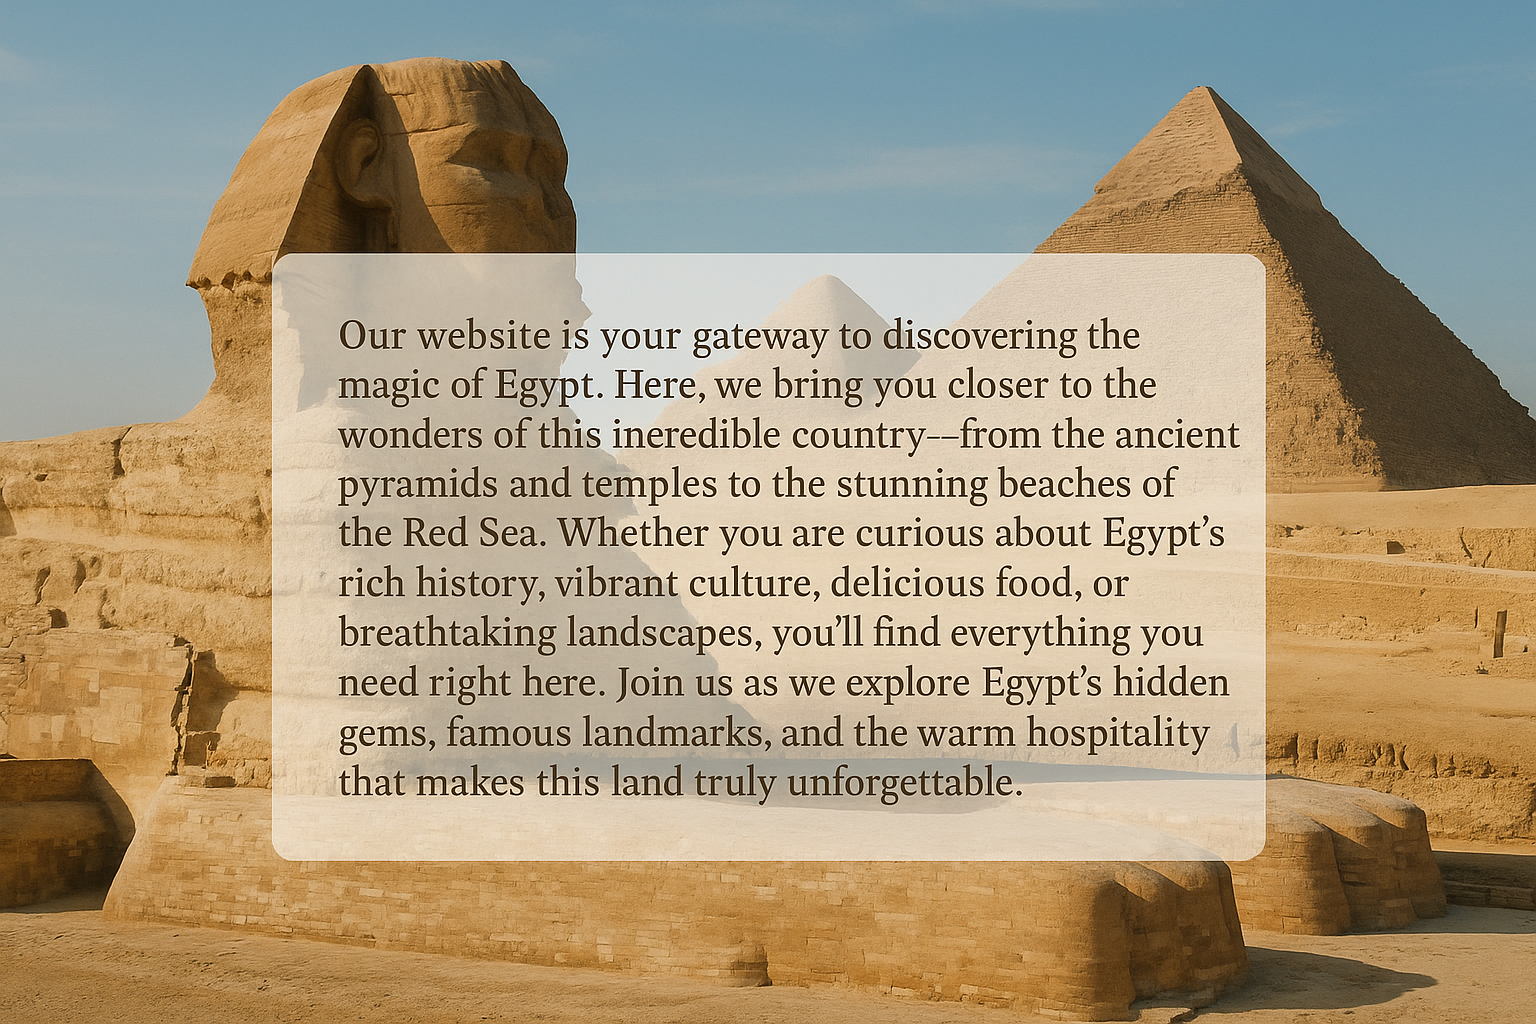 Our website is your gateway to discovering the
magic of Egypt. Here, we bring you closer to the
wonders of this ineredible country––from the ancient
pyramids and temples to the stunning beaches of
the Red Sea. Whether you are curious about Egypt’s
rich history, vibrant culture, delicious food, or
breathtaking landscapes, you’ll find everything you
need right here. Join us as we explore Egypt’s hidden
gems, famous landmarks, and the warm hospitality
that makes this land truly unforgettable.